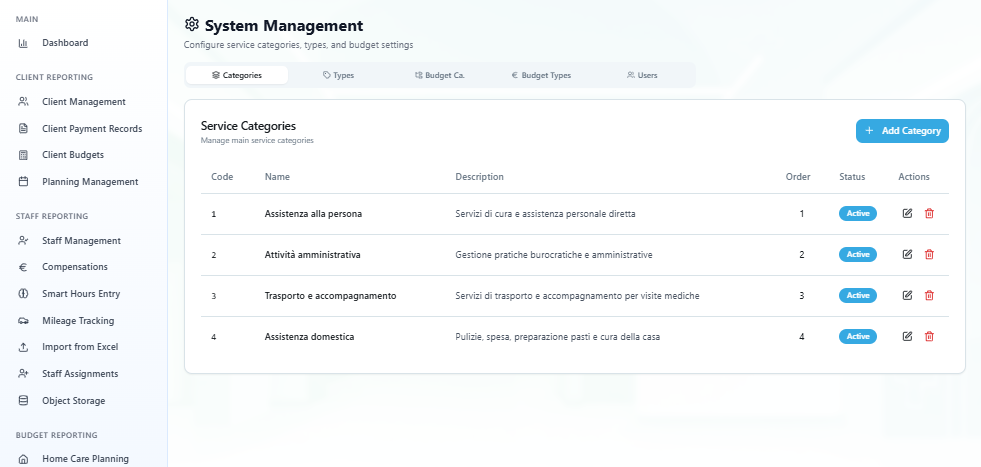 MAIN
Dashboard
CLIENT REPORTING
Client Management
Client Payment Records
Client Budgets
Planning Management
STAFF REPORTING
Staff Management
Compensations
Smart Hours Entry
Mileage Tracking
Import from Excel
Staff Assignments
Object Storage
BUDGET REPORTING
Home Care Planning
System Management
Configure service categories, types, and budget settings
Categories Types Budget Ca. Budget Types Users
Service Categories
Manage main service categories
Add Category
Code Name Description Order Status Actions
1 Assistenza alla persona Servizi di cura e assistenza personale diretta 1 Active
2 Attività amministrativa Gestione pratiche burocratiche e amministrative 2 Active
3 Trasporto e accompagnamento Servizi di trasporto e accompagnamento per visite mediche 3 Active
4 Assistenza domestica Pulizie, spesa, preparazione pasti e cura della casa 4 Active